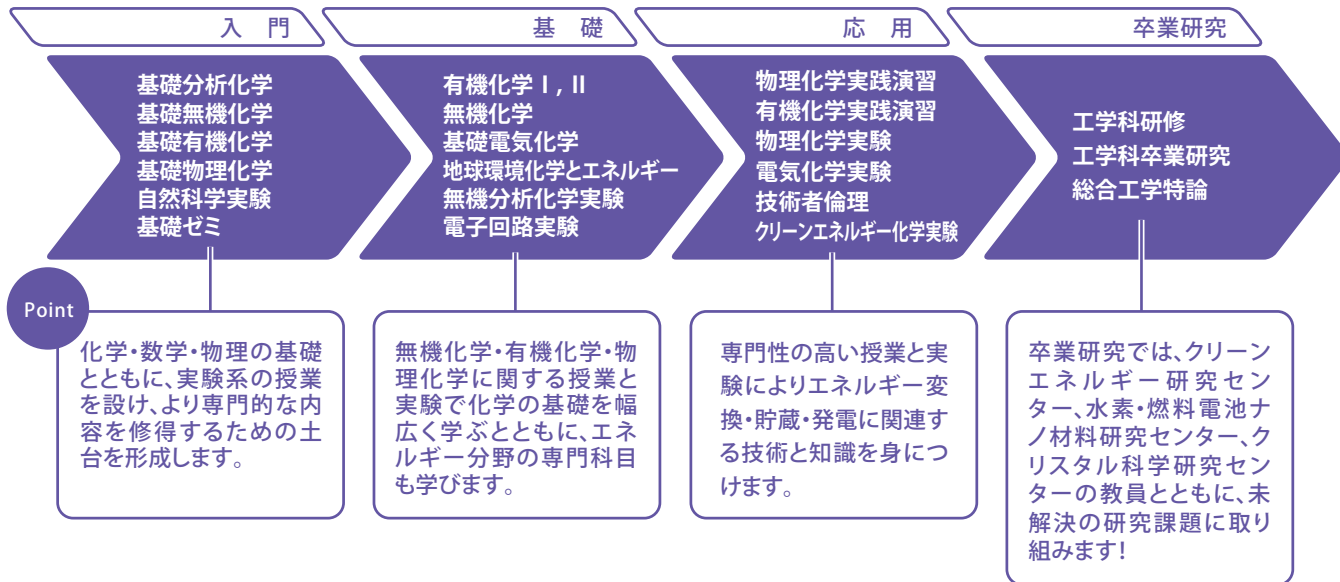 入 門
基礎分析化学
基礎無機化学
基礎有機化学
基礎物理化学
自然科学実験
基礎ゼミ
Point
化学・数学・物理の基礎
とともに、実験系の授業
を設け、より専門的な内
容を修得するための土
台を形成します。
基 礎
有機化学Ⅰ, Ⅱ
無機化学
基礎電気化学
地球環境化学とエネルギー
無機分析化学実験
電子回路実験
無機化学・有機化学・物
理化学に関する授業と
実験で化学の基礎を幅
広く学ぶとともに、エネ
ルギー分野の専門科目
も学びます。
応 用
物理化学実践演習
有機化学実践演習
物理化学実験
電気化学実験
技術者倫理
クリーンエネルギー化学実験
専門性の高い授業と実
験によりエネルギー変
換・貯蔵・発電に関連す
る技術と知識を身につ
けます。
卒業研究
工学科研修
工学科卒業研究
総合工学特論
卒業研究では、クリーン
エネルギー研究セン
ター、水素・燃料電池ナ
ノ材料研究センター、ク
リスタル科学研究セン
ターの教員とともに、未
解決の研究課題に取り
組みます!